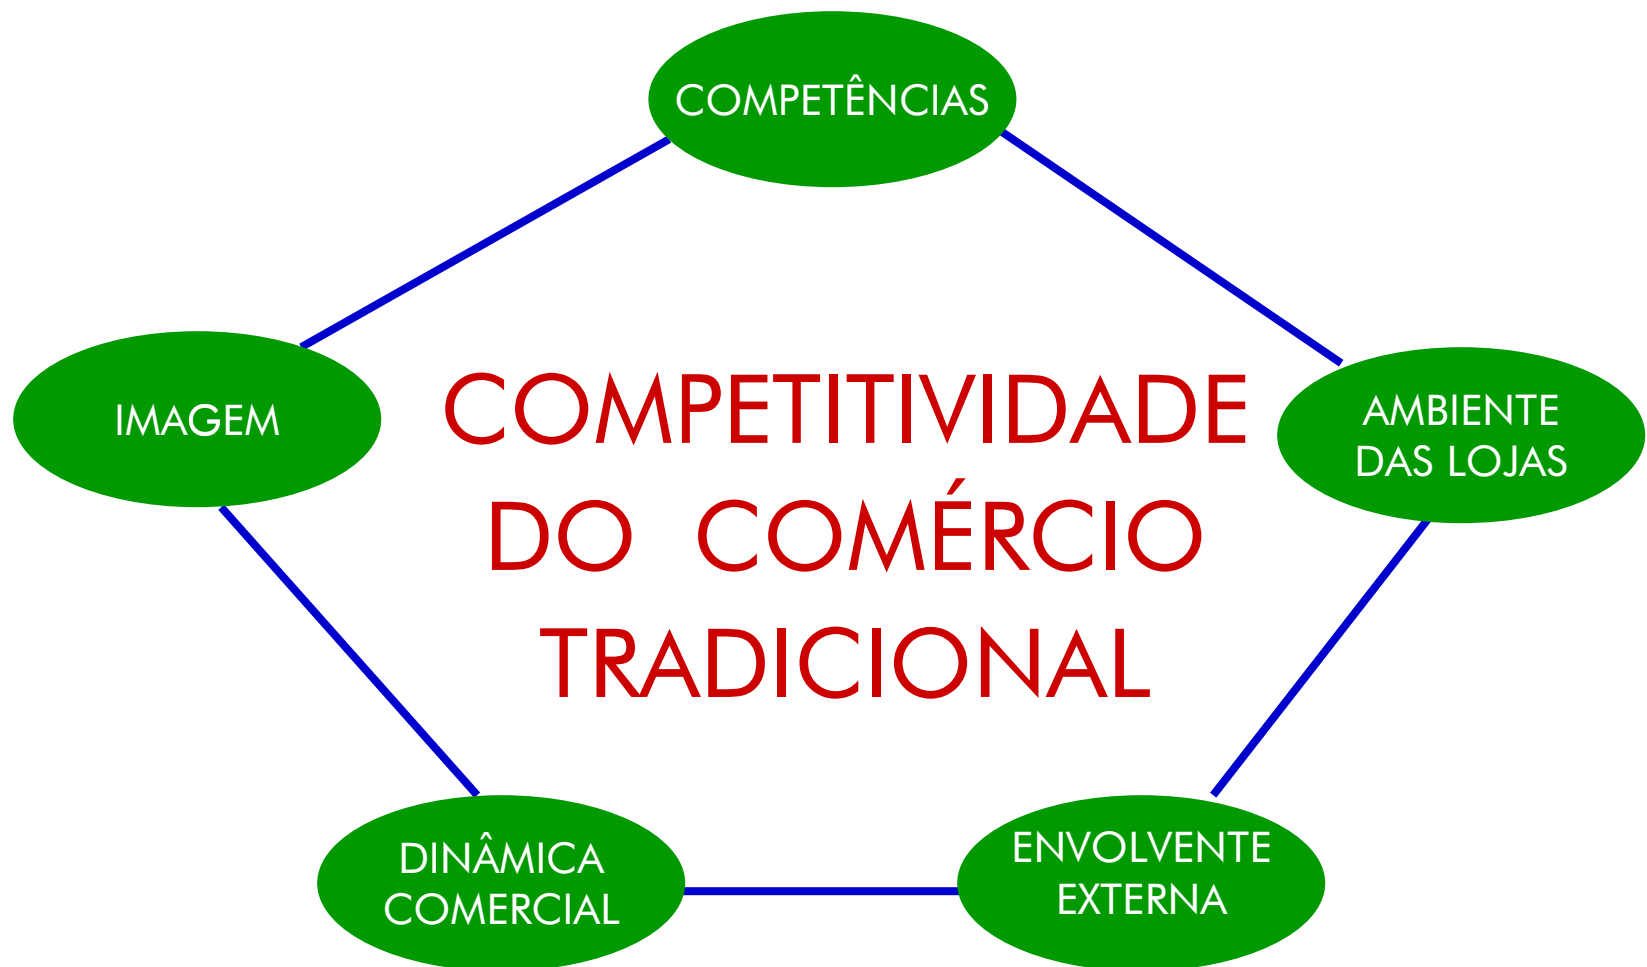 COMPETÊNCIAS
IMAGEM
COMPETITIVIDADE
DO COMÉRCIO
TRADICIONAL
AMBIENTE
DAS LOJAS
DINÂMICA
COMERCIAL
ENVOLVENTE
EXTERNA